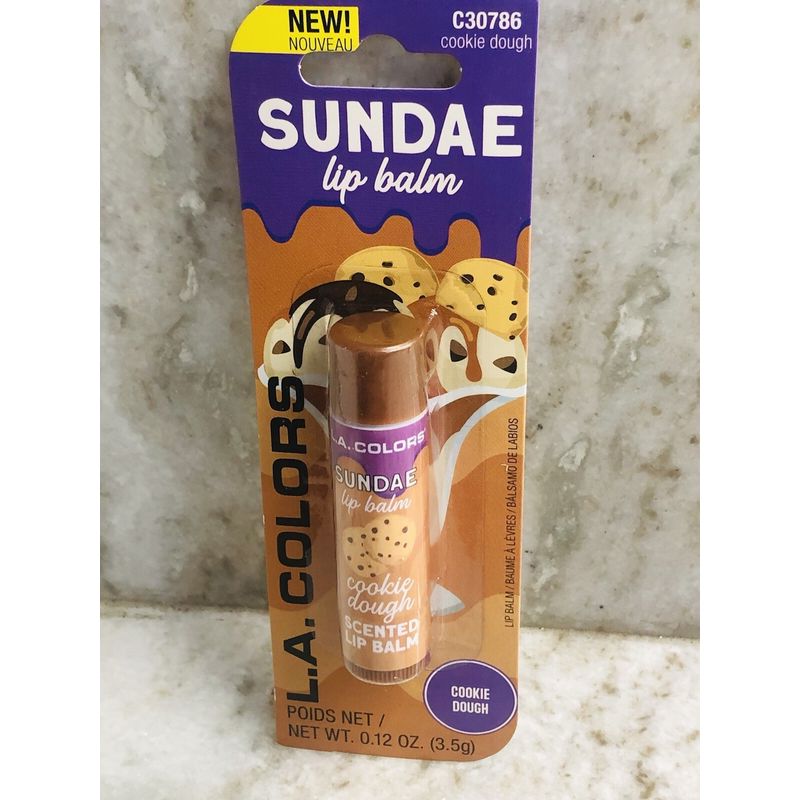 NEW!
NOUVEAU
C30786
cookie dough
SUNDAE
lip balm
L.A. COLORS
L.A. COLORS
SUNDAE
lip balm
cookie
dough
SCENTED
LIP BALM
LIP BALM / BAUME À LÈVRES / BÁLSAMO DE LABIOS
COOKIE
DOUGH
POIDS NET /
NET WT. 0.12 OZ. (3.5g)